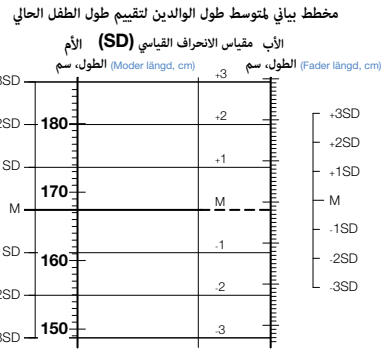 مخطط بياني لمتوسط طول الوالدين لتقييم طول الطفل الحالي
الأب مقياس الانحراف القياسي (SD) الأم
الطول، سم (Fader längd, cm)
الطول، سم (Moder längd, cm)
3SD
+3
+3SD
2SD
180
+2
+2SD
SD
+1
+1SD
170
M
M
M
SD
-1
-1SD
160
2SD
-2
-2SD
150
3SD
-3
-3SD